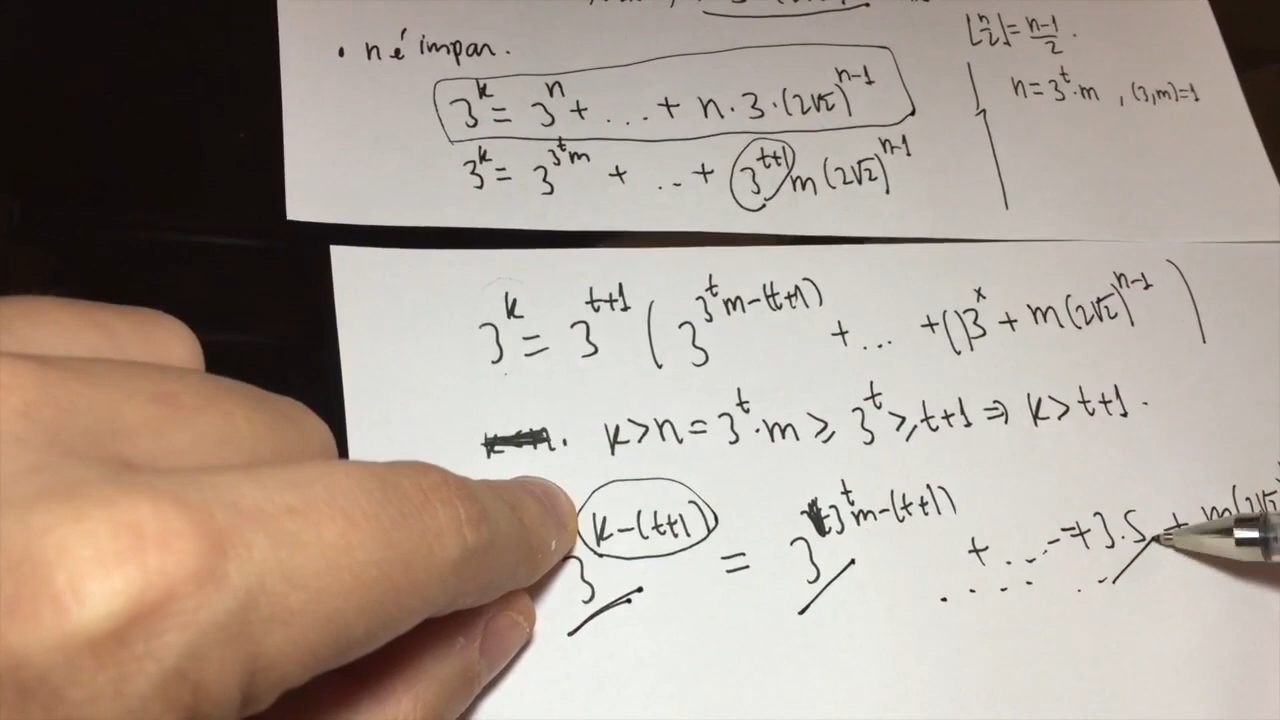 • n é ímpar.
⌊n/2⌋ = (n-1)/2 .
3^k = 3^n + ... + n · 3 · (2√2)^(n-1)
n = 3^t · m , (3,m)=1
3^k = 3^(3^t m) + ... + 3^(t+1) m (2√2)^(n-1)
3^k = 3^(t+1) ( 3^(3^t m-(t+1)) + ... + ( )3^x + m(2√2)^(n-1) )
. k > n = 3^t · m ≥ 3^t ≥ t+1 ⇒ k > t+1 .
3^(k-(t+1)) = 3^(3^t m-(t+1)) + ... + 3.S + m(2√2